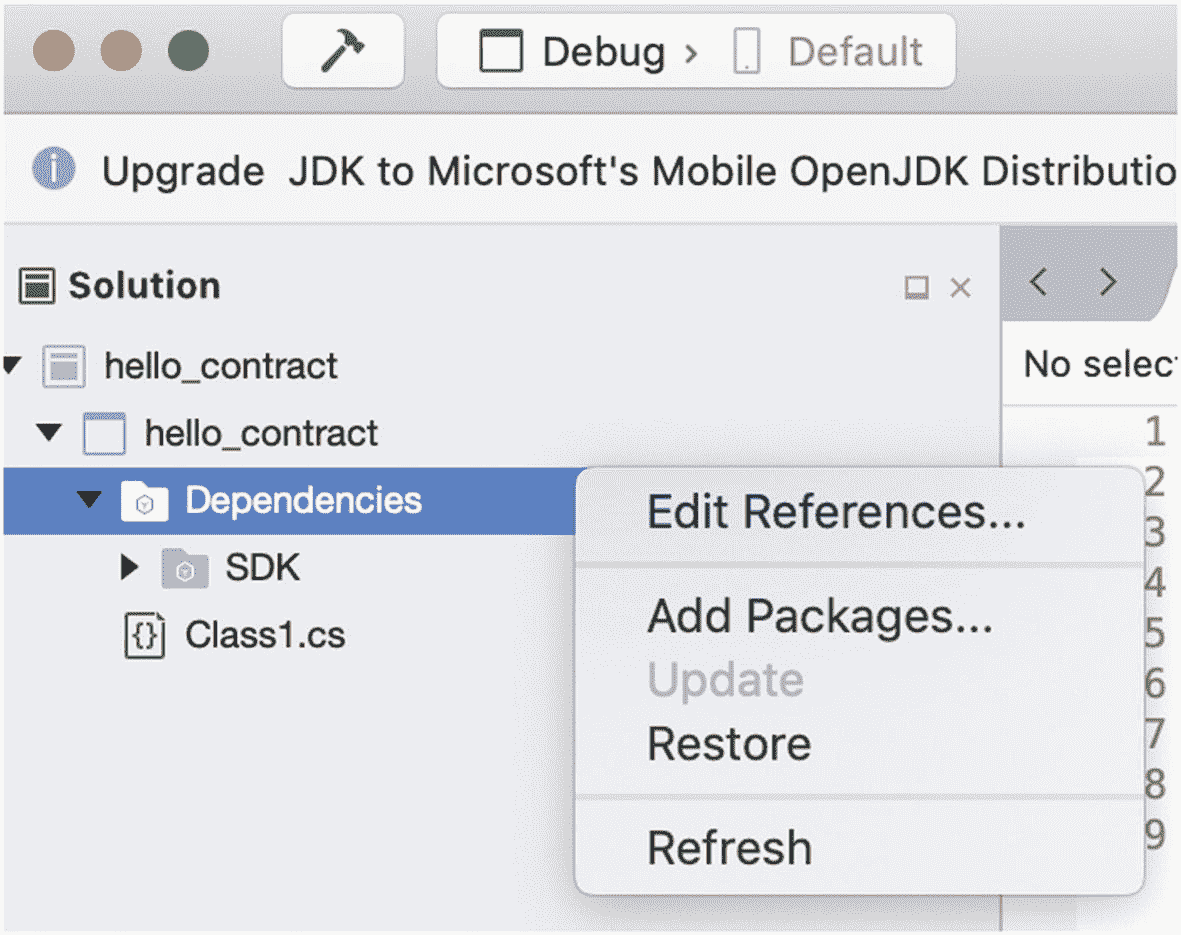 Debug › Default
Upgrade JDK to Microsoft's Mobile OpenJDK Distributio
Solution
hello_contract
No selec
hello_contract
Dependencies
SDK
{} Class1.cs
Edit References...
Add Packages...
Update
Restore
Refresh
1
2
3
4
5
6
7
8
9